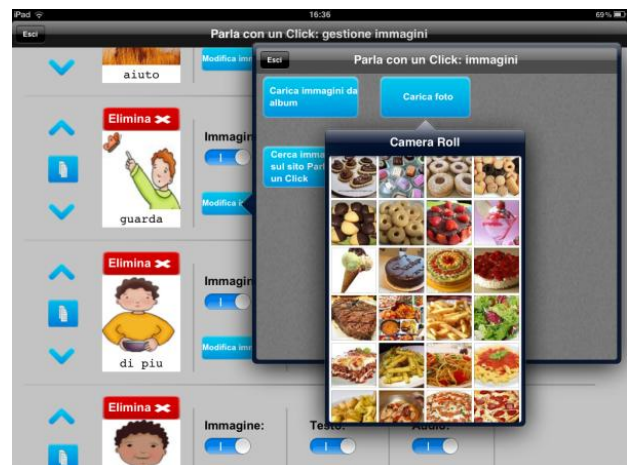 iPad 16:36 69%
Esci Parla con un Click: gestione immagini
aiuto
Modifica imm
Esci Parla con un Click: immagini
Carica immagini da
album
Carica foto
Camera Roll
Cerca imma
sul sito Parl
un Click
Elimina
Immagin
guarda
Modifica i
Elimina
Immagin
di piu
Modifica imm
Elimina
Immagine: Testo: Audio: